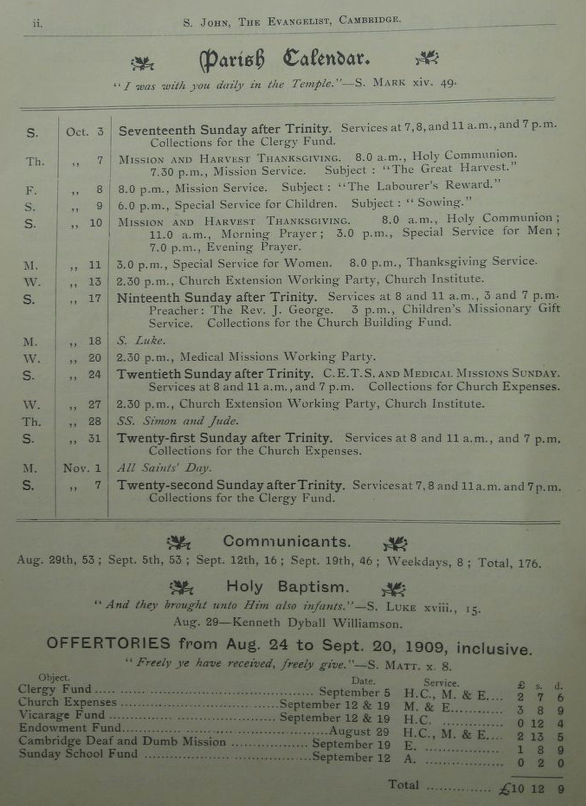 ii. S. John, The Evangelist, Cambridge.
Parish Calendar.
"I was with you daily in the Temple."—S. Mark xiv. 49.
S. Oct. 3 Seventeenth Sunday after Trinity. Services at 7, 8, and 11 a.m., and 7 p.m.
Collections for the Clergy Fund.
Th. ,, 7 Mission and Harvest Thanksgiving. 8.0 a.m., Holy Communion.
7.30 p.m., Mission Service. Subject : "The Great Harvest."
F. ,, 8 8.0 p.m., Mission Service. Subject : "The Labourer's Reward."
S. ,, 9 6.0 p.m., Special Service for Children. Subject : "Sowing."
S. ,, 10 Mission and Harvest Thanksgiving. 8.0 a.m., Holy Communion ;
11.0 a.m., Morning Prayer ; 3.0 p.m., Special Service for Men ;
7.0 p.m., Evening Prayer.
M. ,, 11 3.0 p.m., Special Service for Women. 8.0 p.m., Thanksgiving Service.
W. ,, 13 2.30 p.m., Church Extension Working Party, Church Institute.
S. ,, 17 Ninteenth Sunday after Trinity. Services at 8 and 11 a.m., 3 and 7 p.m.
Preacher : The Rev. J. George. 3 p.m., Children's Missionary Gift
Service. Collections for the Church Building Fund.
M. ,, 18 S. Luke.
W. ,, 20 2.30 p.m., Medical Missions Working Party.
S. ,, 24 Twentieth Sunday after Trinity. C.E.T.S. and Medical Missions Sunday.
Services at 8 and 11 a.m., and 7 p.m. Collections for Church Expenses.
W. ,, 27 2.30 p.m., Church Extension Working Party, Church Institute.
Th. ,, 28 SS. Simon and Jude.
S. ,, 31 Twenty-first Sunday after Trinity. Services at 8 and 11 a.m., and 7 p.m.
Collections for the Church Expenses.
M. Nov. 1 All Saints' Day.
S. ,, 7 Twenty-second Sunday after Trinity. Services at 7, 8 and 11 a.m. and 7 p.m.
Collections for the Clergy Fund.
Communicants.
Aug. 29th, 53 ; Sept. 5th, 53 ; Sept. 12th, 16 ; Sept. 19th, 46 ; Weekdays, 8 ; Total, 176.
Holy Baptism.
"And they brought unto Him also infants."—S. Luke xviii., 15.
Aug. 29—Kenneth Dyball Williamson.
OFFERTORIES from Aug. 24 to Sept. 20, 1909, inclusive.
"Freely ye have received, freely give."—S. Matt. x. 8.
Object. Date. Service. £ s. d.
Clergy Fund ..... September 5 H.C., M. & E.... 2 7 6
Church Expenses ..... September 12 & 19 M. & E. ..... 3 8 9
Vicarage Fund ..... September 12 & 19 H.C. ..... 0 12 4
Endowment Fund ..... August 29 H.C., M. & E.... 2 13 5
Cambridge Deaf and Dumb Mission ..... September 19 E. ..... 1 8 9
Sunday School Fund ..... September 12 A. ..... 0 2 0
Total ..... £10 12 9